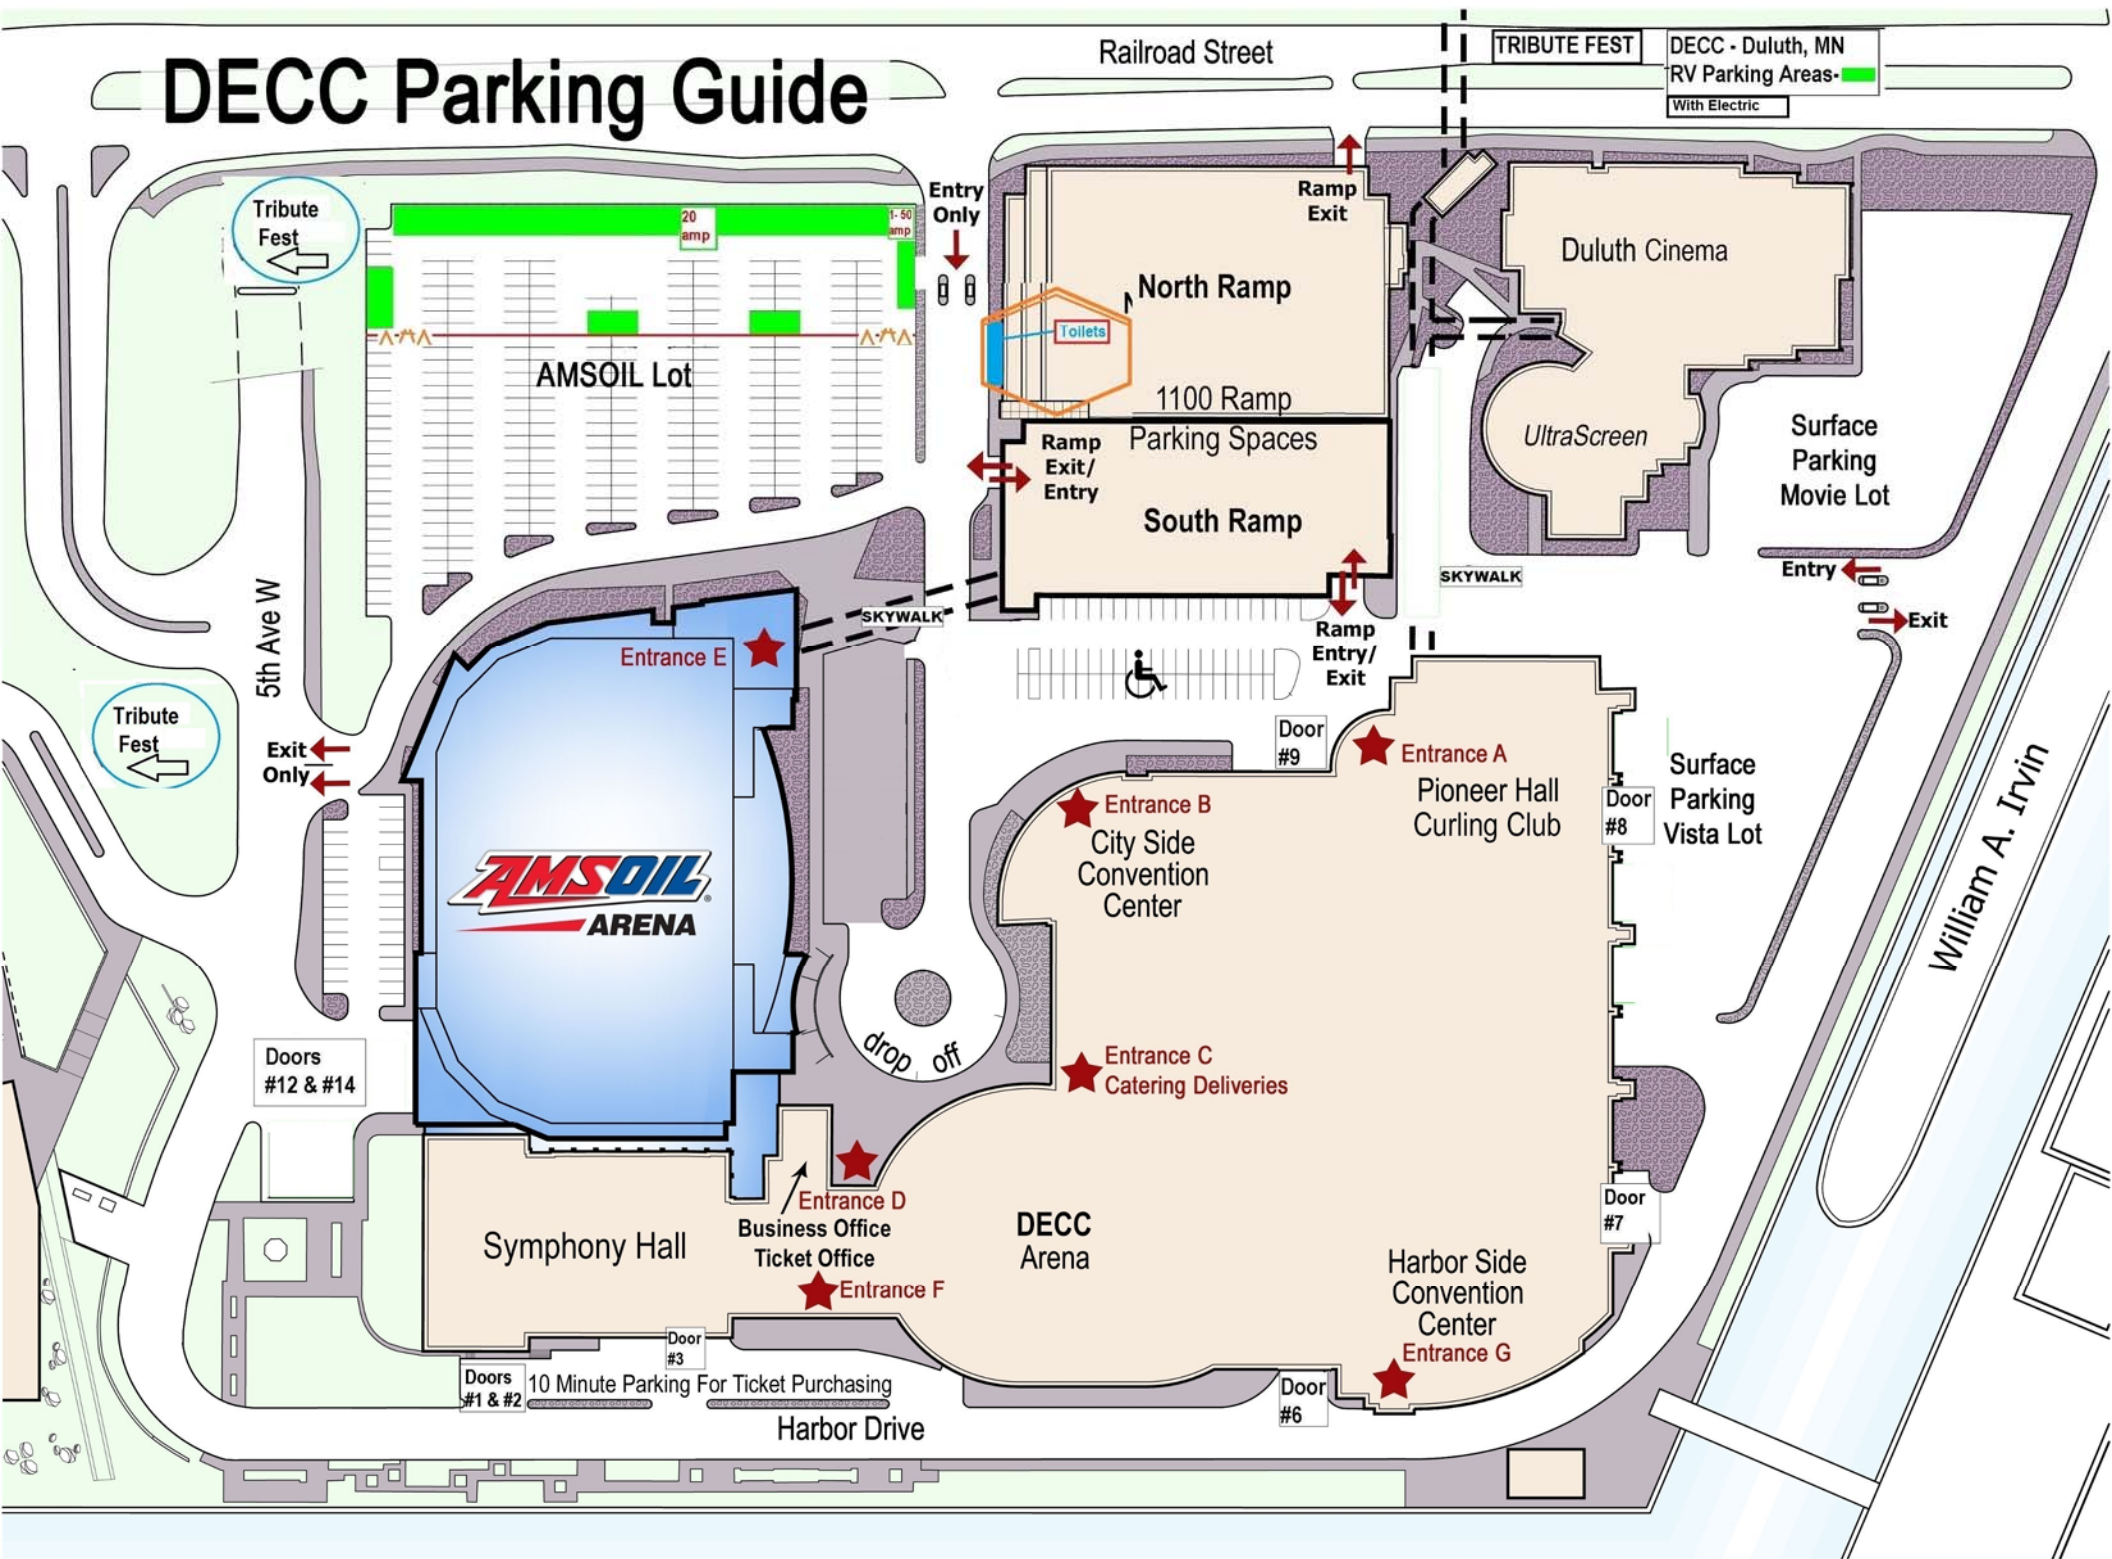 Railroad Street
TRIBUTE FEST
DECC - Duluth, MN
RV Parking Areas-
With Electric
DECC Parking Guide
Tribute
Fest
20
amp
1- 50
amp
Entry
Only
Ramp
Exit
North Ramp
Toilets
Duluth Cinema
AMSOIL Lot
1100 Ramp
Parking Spaces
Ramp
Exit/
Entry
South Ramp
UltraScreen
Surface
Parking
Movie Lot
SKYWALK
Entry
Exit
5th Ave W
SKYWALK
Ramp
Entry/
Exit
Entrance E
Tribute
Fest
Exit
Only
Door
#9
Entrance A
Pioneer Hall
Curling Club
Door
#8
Surface
Parking
Vista Lot
William A. Irvin
Entrance B
City Side
Convention
Center
AMSOIL
ARENA
drop off
Entrance C
Catering Deliveries
Doors
#12 & #14
Entrance D
Business Office
Ticket Office
Symphony Hall
DECC
Arena
Door
#7
Entrance F
Harbor Side
Convention
Center
Entrance G
Door
#3
Doors
#1 & #2
10 Minute Parking For Ticket Purchasing
Door
#6
Harbor Drive